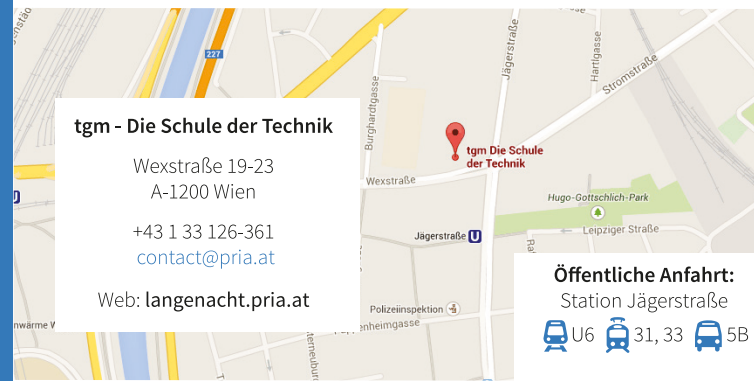 227
tgm - Die Schule der Technik
Wexstraße 19-23
A-1200 Wien
+43 1 33 126-361
contact@pria.at
Web: langenacht.pria.at
Burghardtgasse
Jägerstraße
Hartlgasse
Stromstraße
tgm Die Schule
der Technik
Wexstraße
Hugo-Gottschlich-Park
Jägerstraße U
Leipziger Straße
Polizeiinspektion
Öffentliche Anfahrt:
Station Jägerstraße
U6 31, 33 5B